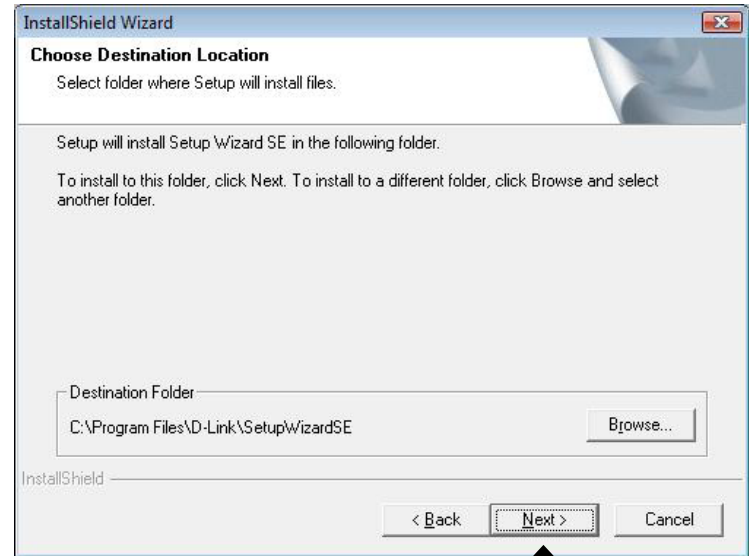 InstallShield Wizard
Choose Destination Location
Select folder where Setup will install files.
Setup will install Setup Wizard SE in the following folder.
To install to this folder, click Next. To install to a different folder, click Browse and select
another folder.
Destination Folder
C:\Program Files\D-Link\SetupWizardSE
Browse...
InstallShield
< Back
Next >
Cancel